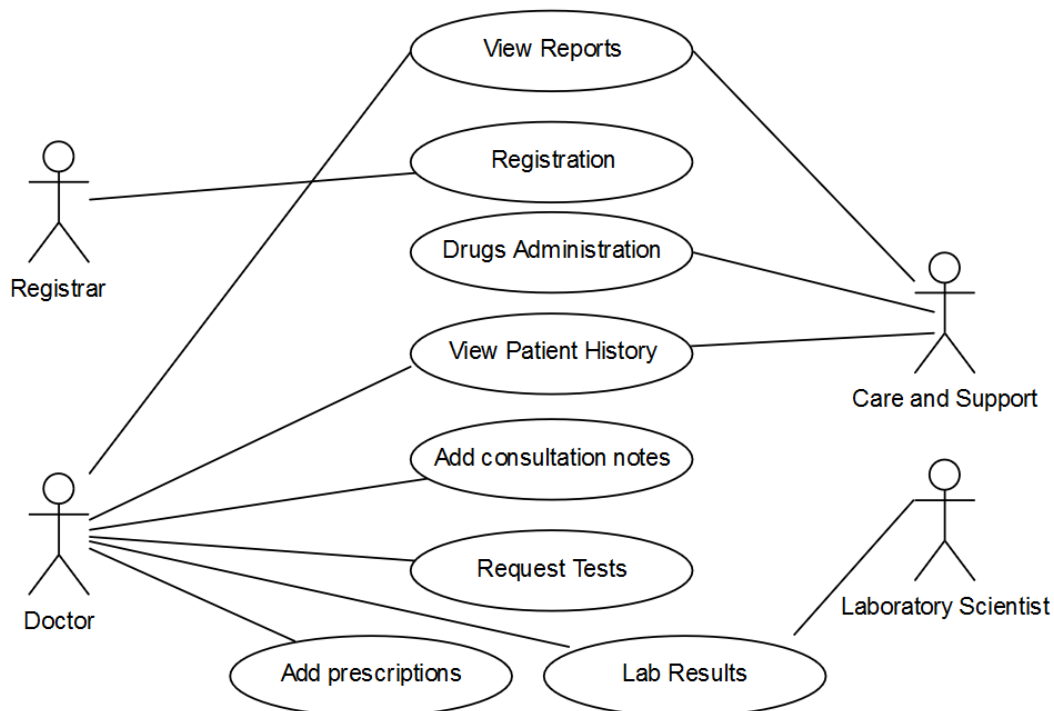 View Reports
Registration
Drugs Administration
Registrar
View Patient History
Care and Support
Add consultation notes
Request Tests
Doctor
Laboratory Scientist
Add prescriptions
Lab Results